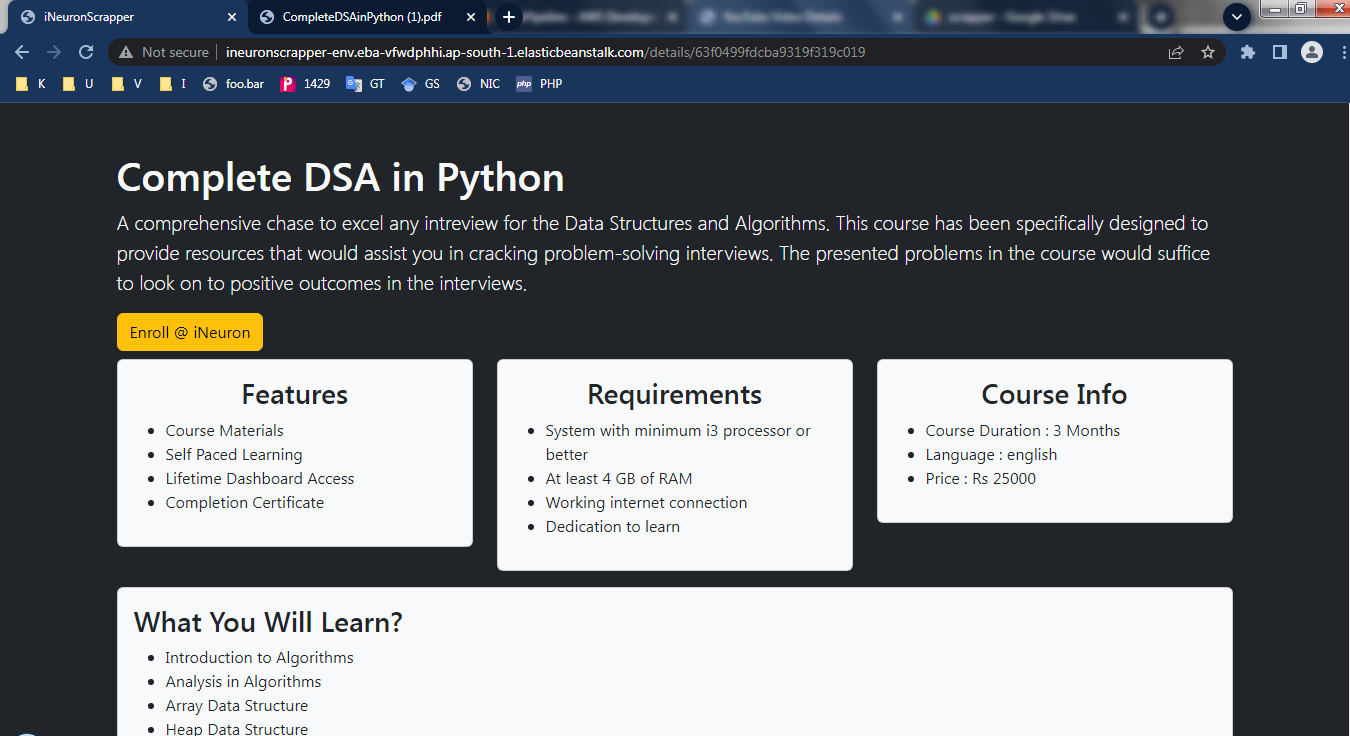 iNeuronScrapper
CompleteDSAinPython (1).pdf
YouTube Video Details
scrapper - Google Drive
Not secure
ineuronscrapper-env.eba-vfwdphhi.ap-south-1.elasticbeanstalk.com/details/63f0499fdcba9319f319c019
K U V I foo.bar 1429 GT GS NIC php PHP
Complete DSA in Python
A comprehensive chase to excel any intreview for the Data Structures and Algorithms. This course has been specifically designed to
provide resources that would assist you in cracking problem-solving interviews. The presented problems in the course would suffice
to look on to positive outcomes in the interviews.
Enroll @ iNeuron
Features
Course Materials
Self Paced Learning
Lifetime Dashboard Access
Completion Certificate
Requirements
System with minimum i3 processor or
better
At least 4 GB of RAM
Working internet connection
Dedication to learn
Course Info
Course Duration : 3 Months
Language : english
Price : Rs 25000
What You Will Learn?
Introduction to Algorithms
Analysis in Algorithms
Array Data Structure
Heap Data Structure